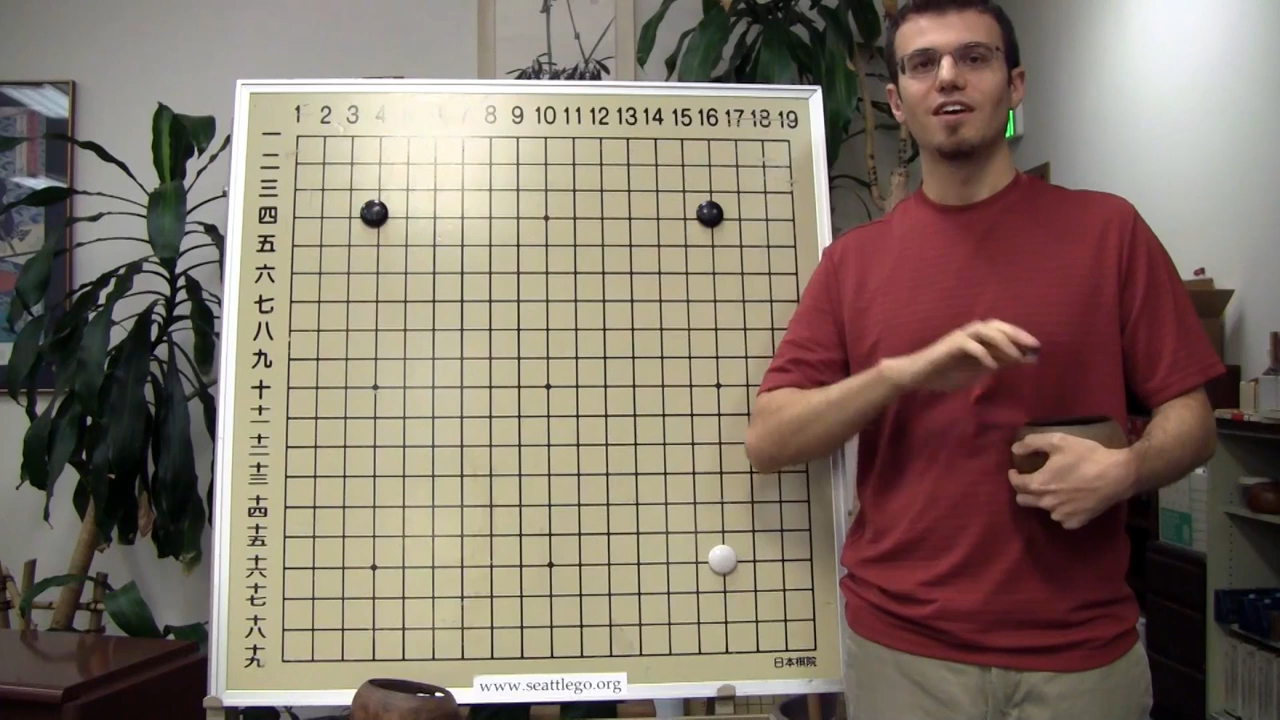 1 2 3 4 7 8 9 10 11 12 13 14 15 16 17 18 19
一
二
三
四
五
六
七
八
九
十
十一
十二
十三
十四
十五
十六
十七
十八
十九
日本棋院
www.seattlego.org